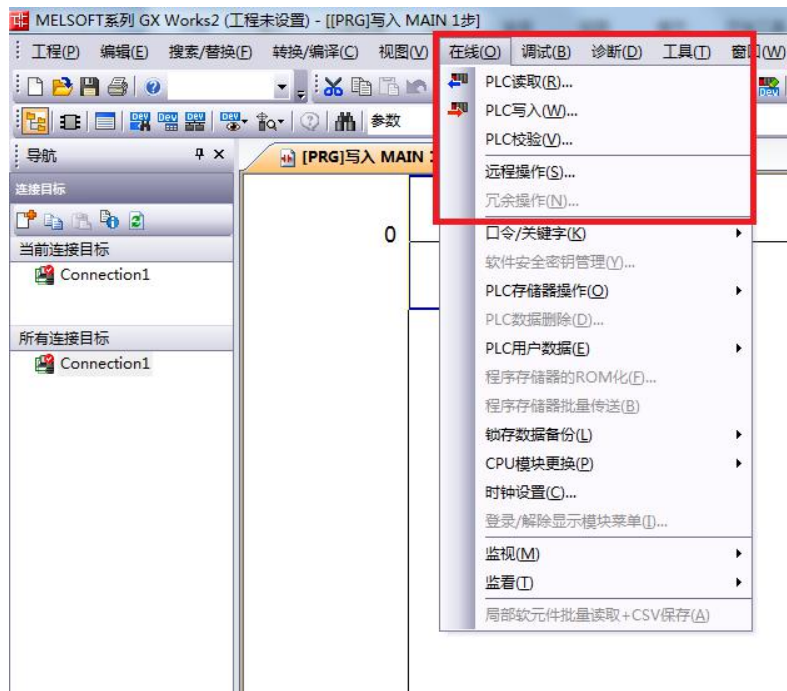 MELSOFT系列 GX Works2 (工程未设置) - [[PRG]写入 MAIN 1步]
工程(P) 编辑(E) 搜索/替换(F) 转换/编译(C) 视图(V) 在线(O) 调试(B) 诊断(D) 工具(T) 窗口(W)
参数
导航
[PRG]写入 MAIN 1
连接目标
当前连接目标
Connection1
所有连接目标
Connection1
0
PLC读取(R)...
PLC写入(W)...
PLC校验(V)...
远程操作(S)...
冗余操作(N)...
口令/关键字(K)
软件安全密钥管理(Y)...
PLC存储器操作(O)
PLC数据删除(D)...
PLC用户数据(E)
程序存储器的ROM化(F)...
程序存储器批量传送(B)
锁存数据备份(L)
CPU模块更换(P)
时钟设置(C)...
登录/解除显示模块菜单(I)...
监视(M)
监看(T)
局部软元件批量读取+CSV保存(A)